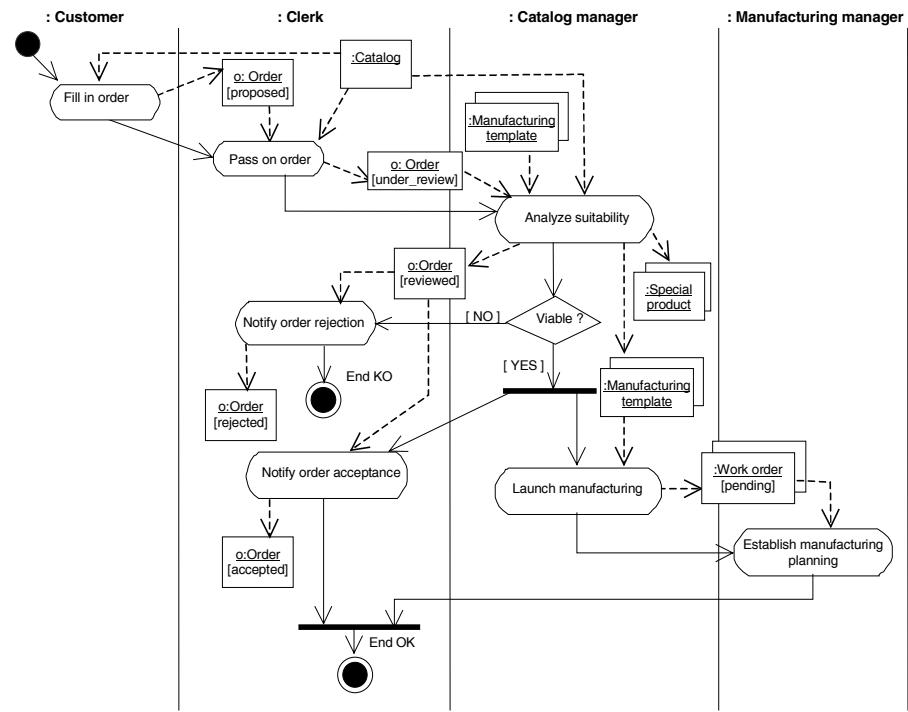 : Customer
: Clerk
: Catalog manager
: Manufacturing manager
:Catalog
o: Order
[proposed]
Fill in order
:Manufacturing
template
Pass on order
o: Order
[under_review]
Analyze suitability
o:Order
[reviewed]
:Special
product
Notify order rejection
[ NO ]
Viable ?
End KO
[ YES ]
:Manufacturing
template
o:Order
[rejected]
Notify order acceptance
Launch manufacturing
:Work order
[pending]
Establish manufacturing
planning
o:Order
[accepted]
End OK